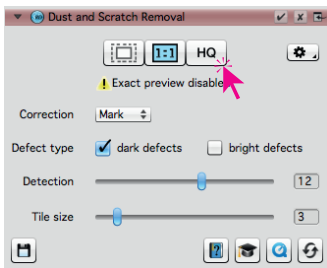 Dust and Scratch Removal
1:1 HQ
Exact preview disable
Correction Mark
Defect type dark defects bright defects
Detection 12
Tile size 3